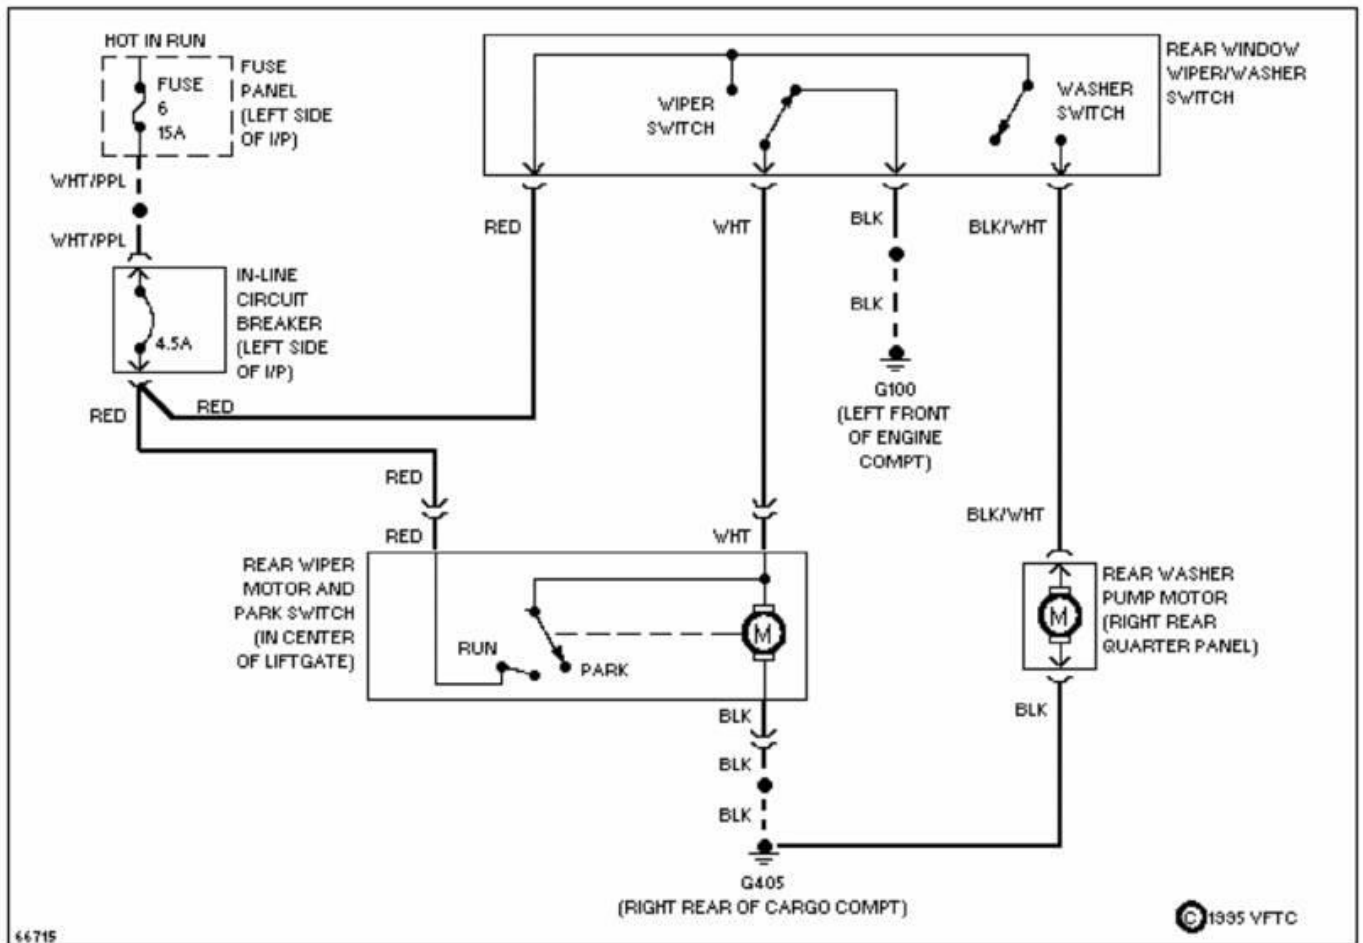 HOT IN RUN
FUSE
6
15A
FUSE
PANEL
(LEFT SIDE
OF I/P)
WHT/PPL
WHT/PPL
IN-LINE
CIRCUIT
BREAKER
(LEFT SIDE
OF I/P)
4.5A
RED
RED
RED
RED
REAR WINDOW
WIPER/WASHER
SWITCH
WIPER
SWITCH
WASHER
SWITCH
RED
WHT
BLK
BLK/WHT
BLK
G100
(LEFT FRONT
OF ENGINE
COMPT)
BLK/WHT
WHT
REAR WIPER
MOTOR AND
PARK SWITCH
(IN CENTER
OF LIFTGATE)
RUN
PARK
M
M
REAR WASHER
PUMP MOTOR
(RIGHT REAR
QUARTER PANEL)
BLK
BLK
BLK
BLK
G405
(RIGHT REAR OF CARGO COMPT)
© 1995 VFTC
66715